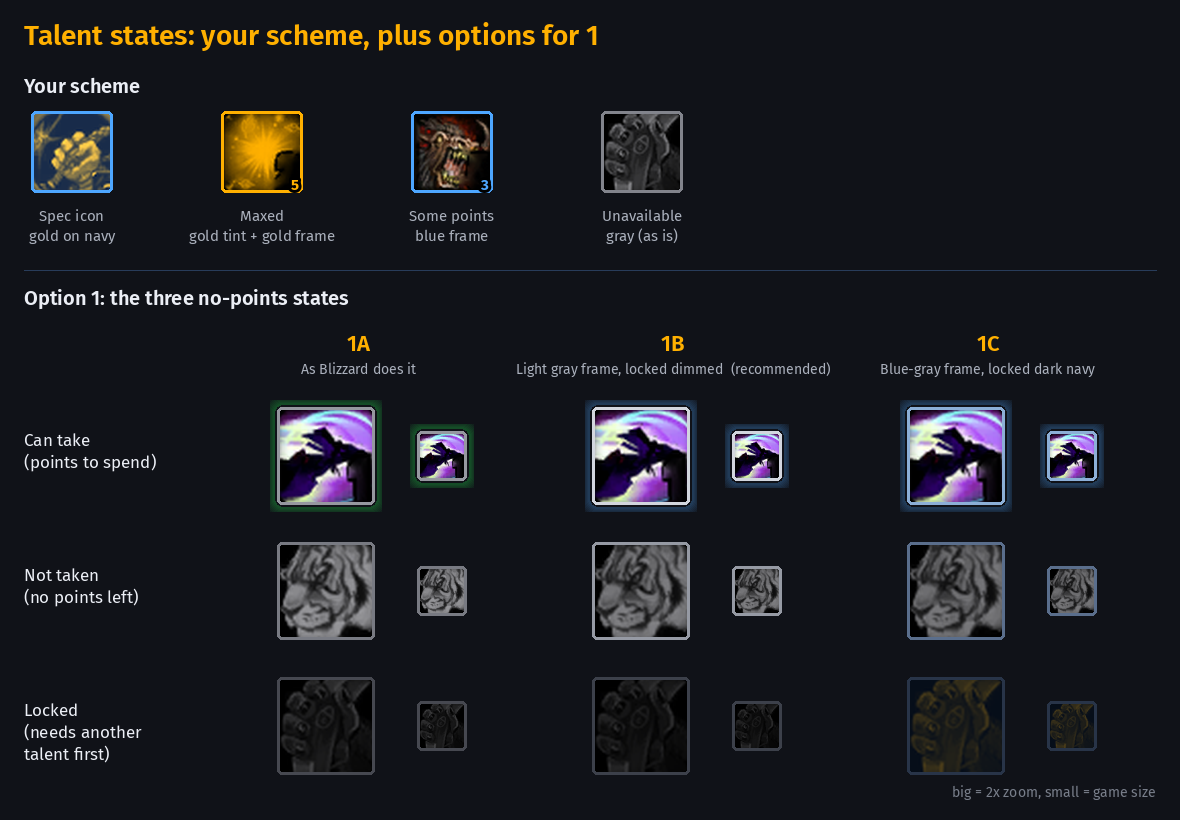 Talent states: your scheme, plus options for 1
Your scheme
5
3
Spec icon
gold on navy
Maxed
gold tint + gold frame
Some points
blue frame
Unavailable
gray (as is)
Option 1: the three no-points states
1A
1B
1C
As Blizzard does it
Light gray frame, locked dimmed (recommended)
Blue-gray frame, locked dark navy
Can take
(points to spend)
Not taken
(no points left)
Locked
(needs another
talent first)
big = 2x zoom, small = game size